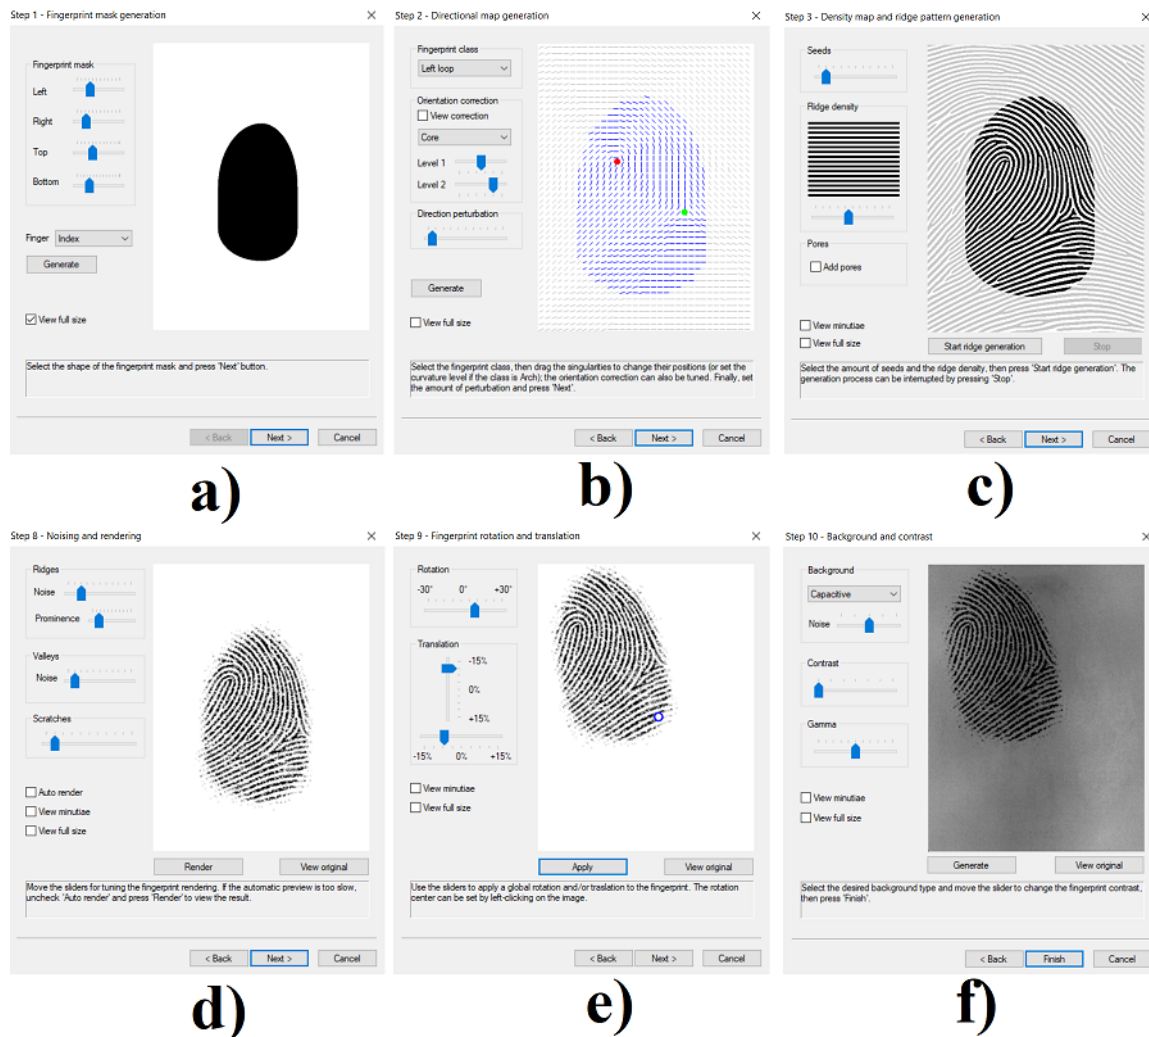 Step 1 - Fingerprint mask generation
Fingerprint mask
Left
Right
Top
Bottom
Finger
Index
Generate
View full size
Select the shape of the fingerprint mask and press 'Next' button.
< Back
Next >
Cancel
a)
Step 2 - Directional map generation
Fingerprint class
Left loop
Orientation correction
View correction
Core
Level 1
Level 2
Direction perturbation
Generate
View full size
Select the fingerprint class, then drag the singularities to change their positions (or set the
curvature level if the class is Arch); the orientation correction can also be tuned. Finally, set
the amount of perturbation and press 'Next'.
< Back
Next >
Cancel
b)
Step 3 - Density map and ridge pattern generation
Seeds
Ridge density
Pores
Add pores
View minutiae
View full size
Start ridge generation
Stop
Select the amount of seeds and the ridge density, then press 'Start ridge generation'. The
generation process can be interrupted by pressing 'Stop'.
< Back
Next >
Cancel
c)
Step 8 - Noising and rendering
Ridges
Noise
Prominence
Valleys
Noise
Scratches
Auto render
View minutiae
View full size
Render
View original
Move the sliders for tuning the fingerprint rendering. If the automatic preview is too slow,
uncheck 'Auto render' and press 'Render' to view the result.
< Back
Next >
Cancel
d)
Step 9 - Fingerprint rotation and translation
Rotation
-30° 0° +30°
Translation
-15%
0%
+15%
-15% 0% +15%
View minutiae
View full size
Apply
View original
Use the sliders to apply a global rotation and/or traslation to the fingerprint. The rotation
center can be set by left-clicking on the image.
< Back
Next >
Cancel
e)
Step 10 - Background and contrast
Background
Capacitive
Noise
Contrast
Gamma
View minutiae
View full size
Generate
View original
Select the desired background type and move the slider to change the fingerprint contrast,
then press 'Finish'.
< Back
Finish
Cancel
f)